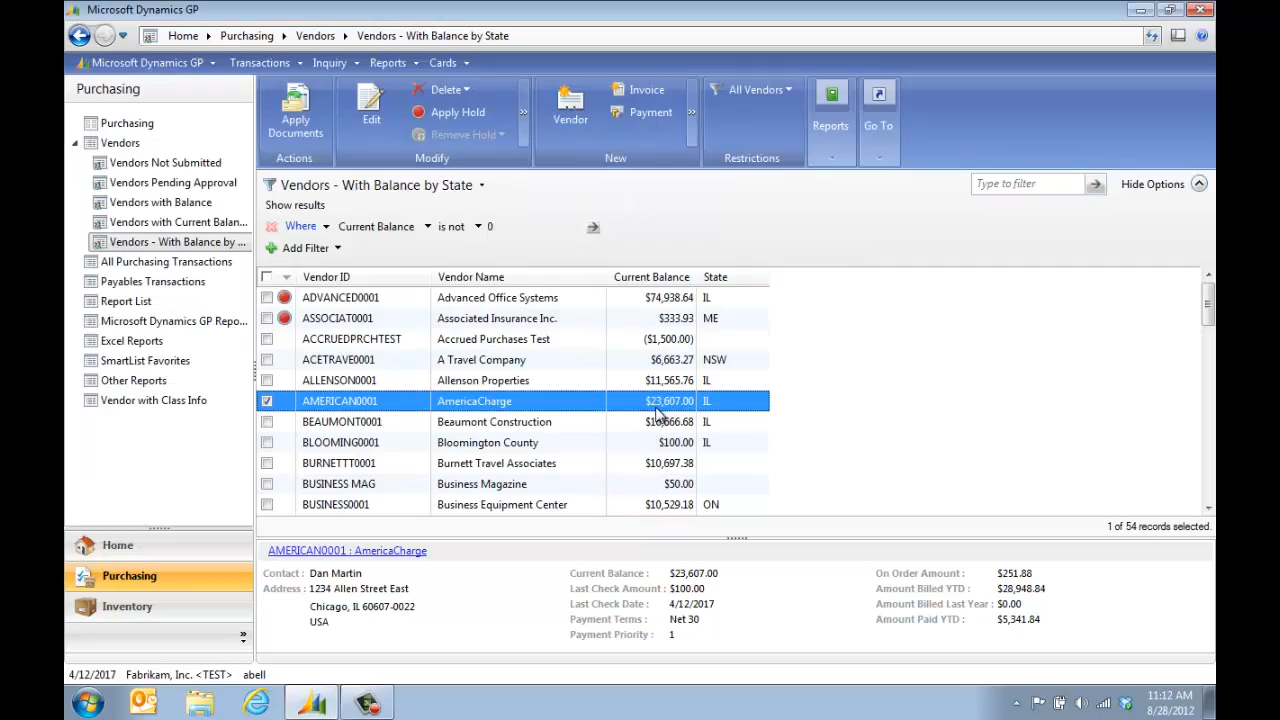 Microsoft Dynamics GP
Home Purchasing Vendors Vendors - With Balance by State
Microsoft Dynamics GP Transactions Inquiry Reports Cards
Purchasing
Purchasing
Vendors
Vendors Not Submitted
Vendors Pending Approval
Vendors with Balance
Vendors with Current Balan...
Vendors - With Balance by ...
All Purchasing Transactions
Payables Transactions
Report List
Microsoft Dynamics GP Repo...
Excel Reports
SmartList Favorites
Other Reports
Vendor with Class Info
Home
Purchasing
Inventory
Apply Documents
Actions
Edit
Delete
Apply Hold
Remove Hold
Modify
Vendor
Invoice
Payment
New
All Vendors
Restrictions
Reports
Go To
Vendors - With Balance by State
Type to filter
Hide Options
Show results
Where Current Balance is not 0
Add Filter
Vendor ID Vendor Name Current Balance State
ADVANCED0001 Advanced Office Systems $74,938.64 IL
ASSOCIAT0001 Associated Insurance Inc. $333.93 ME
ACCRUEDPRCHTEST Accrued Purchases Test ($1,500.00)
ACETRAVE0001 A Travel Company $6,663.27 NSW
ALLENSON0001 Allenson Properties $11,565.76 IL
AMERICAN0001 AmericaCharge $23,607.00 IL
BEAUMONT0001 Beaumont Construction IL
BLOOMING0001 Bloomington County $100.00 IL
BURNETTT0001 Burnett Travel Associates $10,697.38
BUSINESS MAG Business Magazine $50.00
BUSINESS0001 Business Equipment Center $10,529.18 ON
1 of 54 records selected.
AMERICAN0001 : AmericaCharge
Contact : Dan Martin Current Balance : $23,607.00 On Order Amount : $251.88
Address : 1234 Allen Street East Last Check Amount : $100.00 Amount Billed YTD : $28,948.84
Chicago, IL 60607-0022 Last Check Date : 4/12/2017 Amount Billed Last Year : $0.00
USA Payment Terms : Net 30 Amount Paid YTD : $5,341.84
Payment Priority : 1
4/12/2017 Fabrikam, Inc. <TEST> abell
11:12 AM
8/28/2012